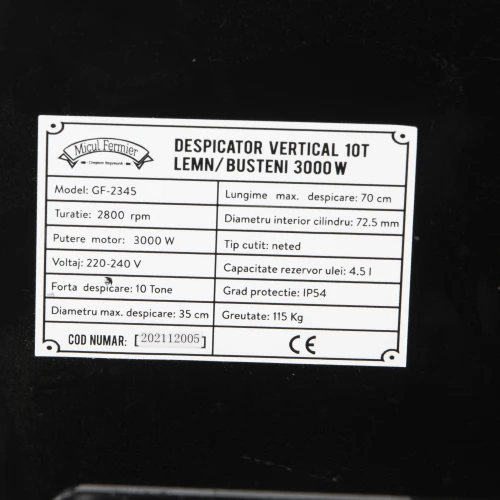 Micul Fermier
DESPICATOR VERTICAL 10T
LEMN/BUSTENI 3000W
Model: GF-2345
Turatie: 2800 rpm
Putere motor: 3000 W
Voltaj: 220-240 V
Forta despicare: 10 Tone
Diametru max. despicare: 35 cm
COD NUMAR: [202112005]
Lungime max. despicare: 70 cm
Diametru interior cilindru: 72.5 mm
Tip cutit: neted
Capacitate rezervor ulei: 4.5 l
Grad protectie: IP54
Greutate: 115 Kg
CE